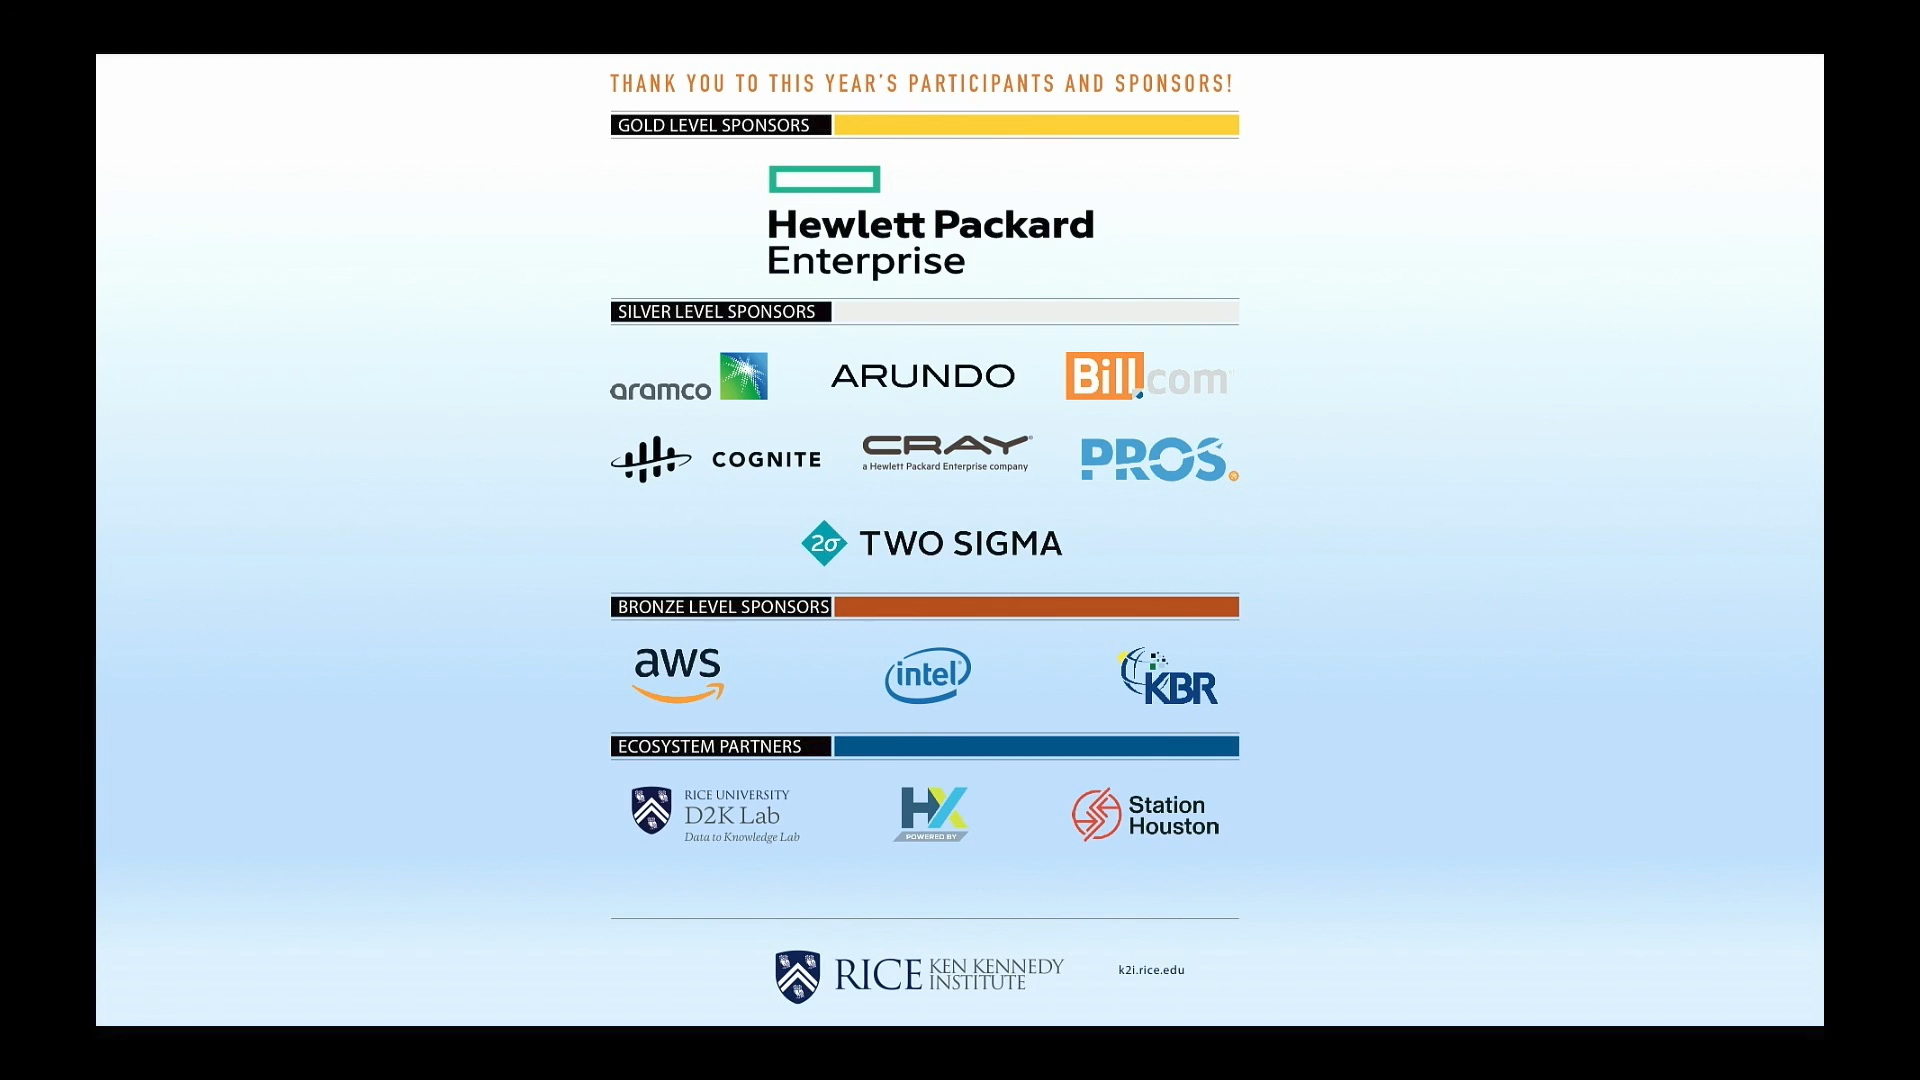 THANK YOU TO THIS YEAR'S PARTICIPANTS AND SPONSORS!
GOLD LEVEL SPONSORS
Hewlett Packard
Enterprise
SILVER LEVEL SPONSORS
aramco
ARUNDO
Bill.com
COGNITE
CRAY
a Hewlett Packard Enterprise company
PROS
2σ TWO SIGMA
BRONZE LEVEL SPONSORS
aws
intel
KBR
ECOSYSTEM PARTNERS
RICE UNIVERSITY
D2K Lab
Data to Knowledge Lab
HX
POWERED BY
Station
Houston
RICE KEN KENNEDY
INSTITUTE
k2i.rice.edu